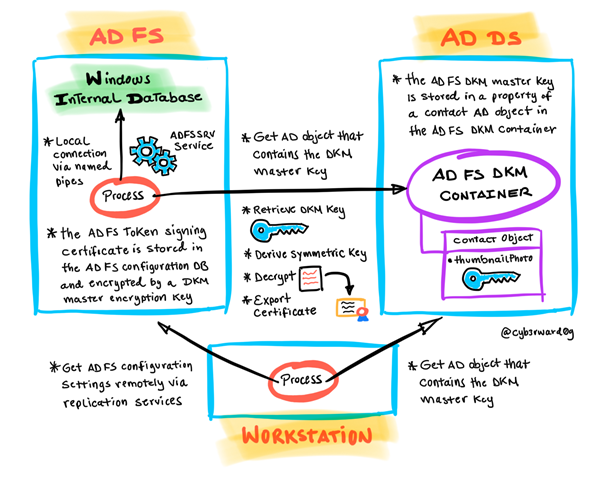 AD FS
Windows
Internal Database
* Local
connection
via named
pipes
ADFSSRV
Service
Process
* the ADFS Token signing
certificate is stored in
the ADFS configuration DB
and encrypted by a DKM
master encryption Key
* Get AD object that
contains the DKM
master Key
* Retrieve DKM Key
* Derive Symmetric Key
* Decrypt
* Export
Certificate
AD DS
* the AD FS DKM master Key
is stored in a property of
a contact AD object in
the AD FS DKM Container
AD FS DKM
CONTAINER
contact Object
• thumbnailPhoto
@cyb3rward0g
* Get ADFS configuration
Settings remotely via
replication services
Process
* Get AD object that
contains the DKM
master Key
WORKSTATION